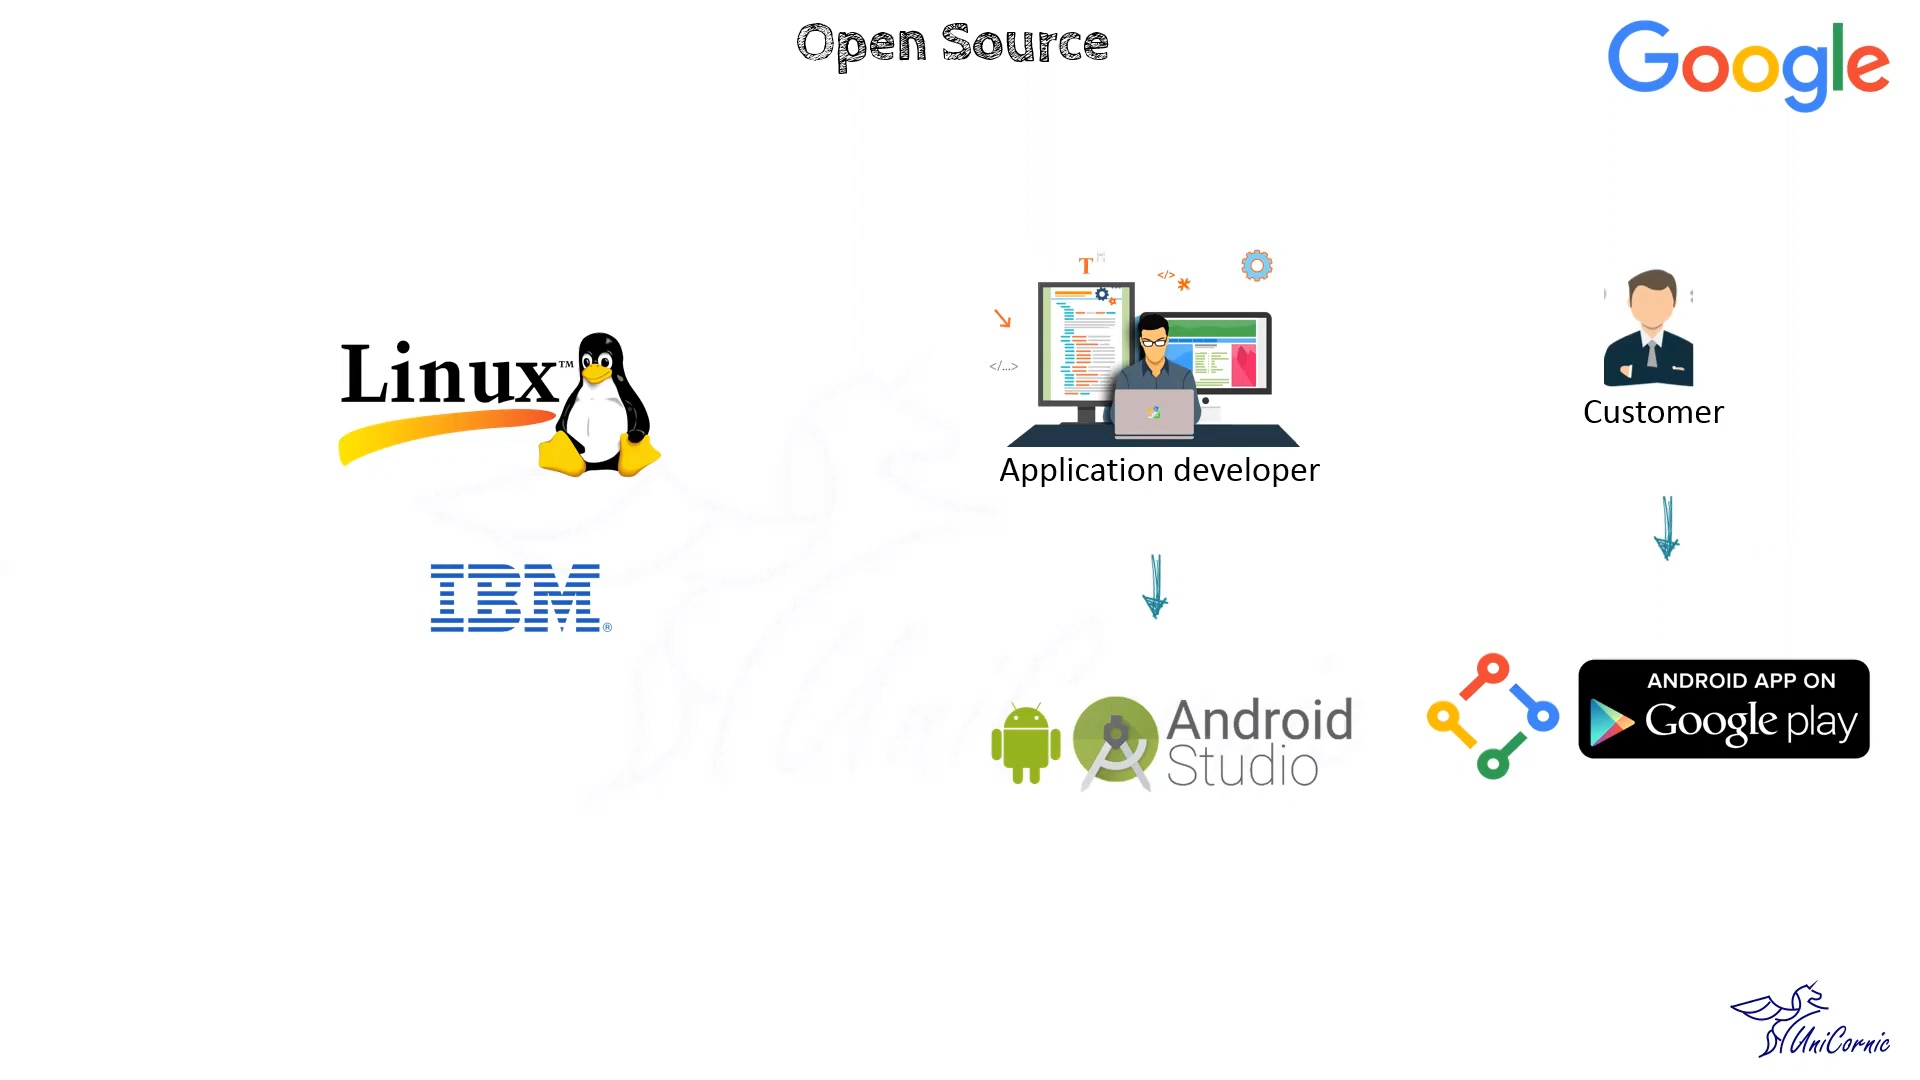 Open Source
Google
T
</>
</...>
Linux™
Application developer
Customer
IBM®
Android
Studio
ANDROID APP ON
Google play
UniCornic